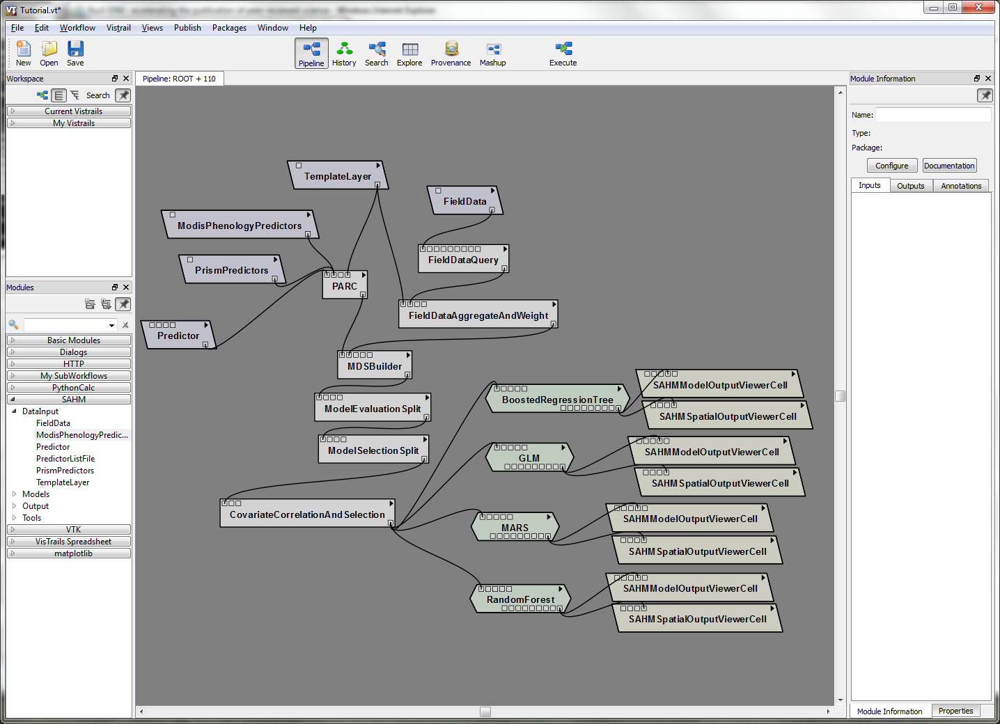 Tutorial.vt*
File Edit Workflow Vistrail Views Publish Packages Window Help
New Open Save Pipeline History Search Explore Provenance Mashup Execute
Workspace
Pipeline: ROOT + 110
Module Information
Search
Current Vistrails
My Vistrails
Name:
Type:
Package:
Configure Documentation
Inputs Outputs Annotations
Modules
Basic Modules
Dialogs
HTTP
My SubWorkflows
PythonCalc
SAHM
DataInput
FieldData
ModisPhenologyPredic...
Predictor
PredictorListFile
PrismPredictors
TemplateLayer
Models
Output
Tools
VTK
VisTrails Spreadsheet
matplotlib
TemplateLayer
FieldData
ModisPhenologyPredictors
FieldDataQuery
PrismPredictors
PARC
FieldDataAggregateAndWeight
Predictor
MDSBuilder
ModelEvaluationSplit
ModelSelectionSplit
CovariateCorrelationAndSelection
BoostedRegressionTree
SAHMModelOutputViewerCell
SAHMSpatialOutputViewerCell
GLM
SAHMModelOutputViewerCell
SAHMSpatialOutputViewerCell
MARS
SAHMModelOutputViewerCell
SAHMSpatialOutputViewerCell
RandomForest
SAHMModelOutputViewerCell
SAHMSpatialOutputViewerCell
Module Information Properties